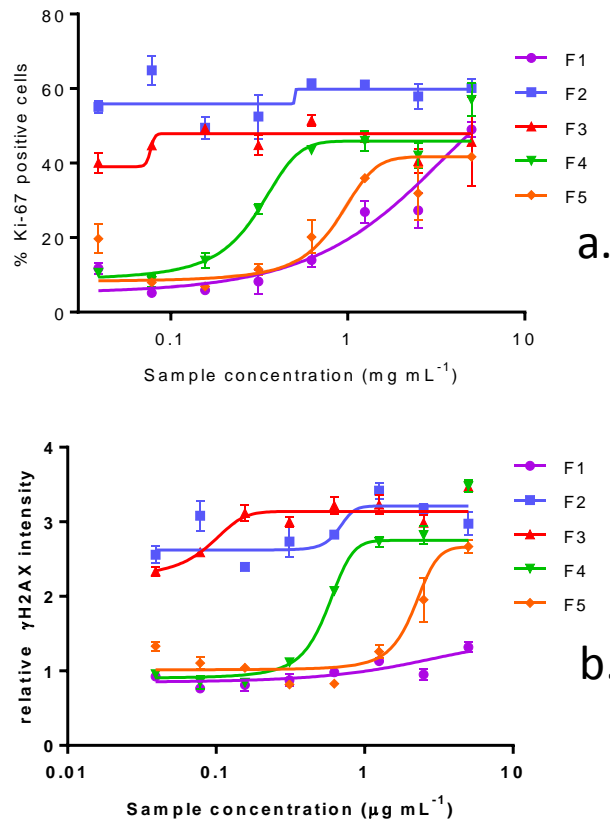 80
60
40
20
0
% Ki-67 positive cells
0.1
1
10
Sample concentration (mg mL⁻¹)
F1
F2
F3
F4
F5
a.
4
3
2
1
0
relative γH2AX intensity
0.01
0.1
1
10
Sample concentration (μg mL⁻¹)
F1
F2
F3
F4
F5
b.